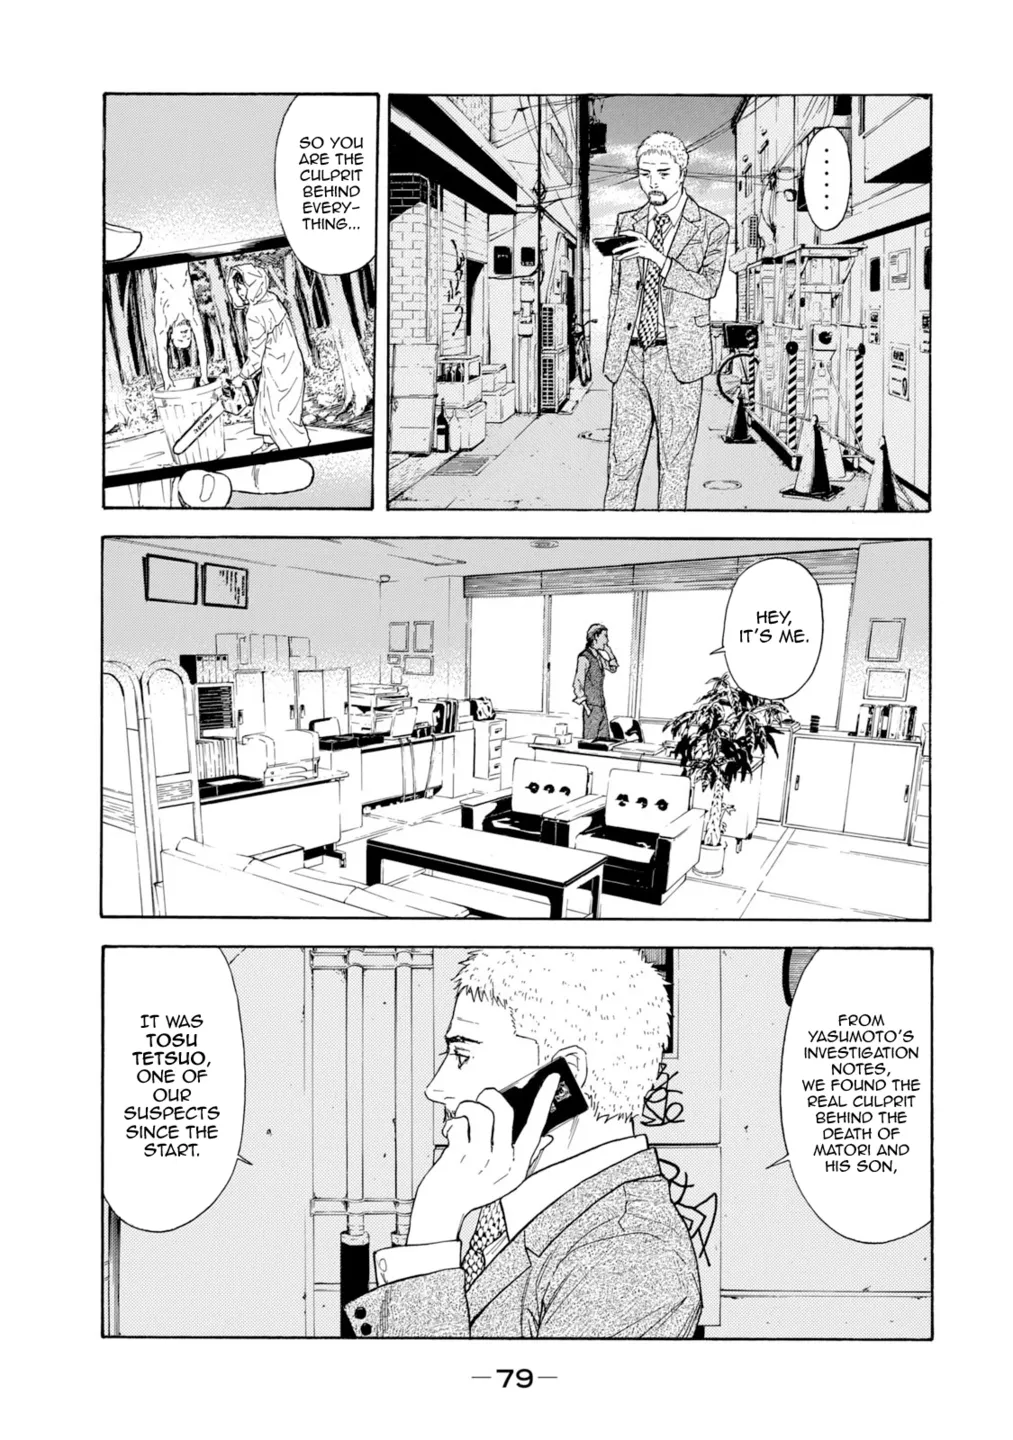 ......
SO YOU
ARE THE
CULPRIT
BEHIND
EVERY-
THING...
HEY,
IT'S ME.
FROM
YASUMOTO'S
INVESTIGATION
NOTES,
WE FOUND THE
REAL CULPRIT
BEHIND THE
DEATH OF
MATORI AND
HIS SON,
IT WAS
TOSU
TETSUO,
ONE OF
OUR
SUSPECTS
SINCE THE
START.
-79-